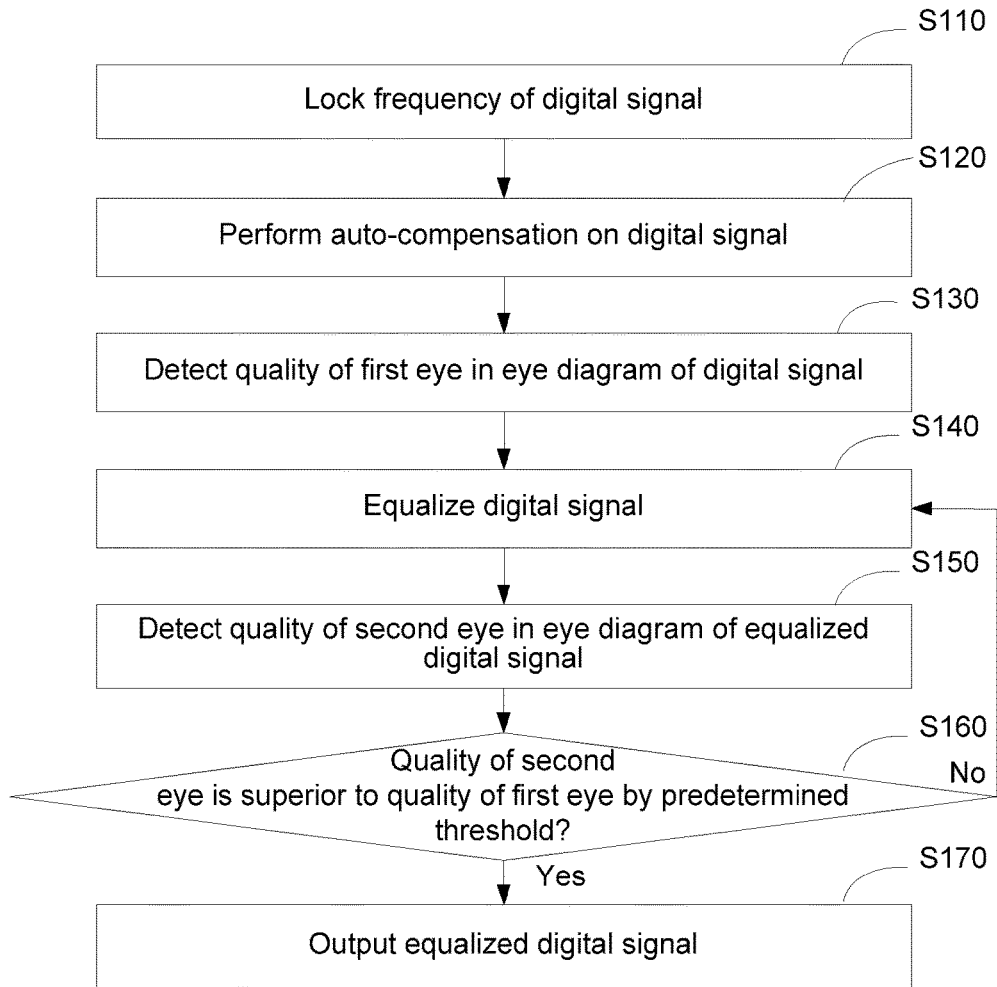 S110
Lock frequency of digital signal
S120
Perform auto-compensation on digital signal
S130
Detect quality of first eye in eye diagram of digital signal
S140
Equalize digital signal
S150
Detect quality of second eye in eye diagram of equalized
digital signal
S160
Quality of second
eye is superior to quality of first eye by predetermined
threshold?
No
Yes
S170
Output equalized digital signal